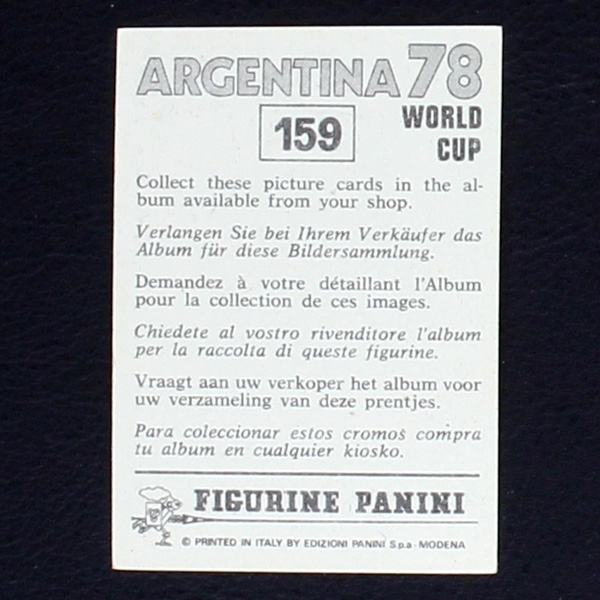 ARGENTINA 78
159
WORLD
CUP
Collect these picture cards in the al-
bum available from your shop.
Verlangen Sie bei Ihrem Verkäufer das
Album für diese Bildersammlung.
Demandez à votre détaillant l'Album
pour la collection de ces images.
Chiedete al vostro rivenditore l'album
per la raccolta di queste figurine.
Vraagt aan uw verkoper het album voor
uw verzameling van deze prentjes.
Para coleccionar estos cromos compra
tu album en cualquier kiosko.
FIGURINE PANINI
© PRINTED IN ITALY BY EDIZIONI PANINI S.p.a - MODENA